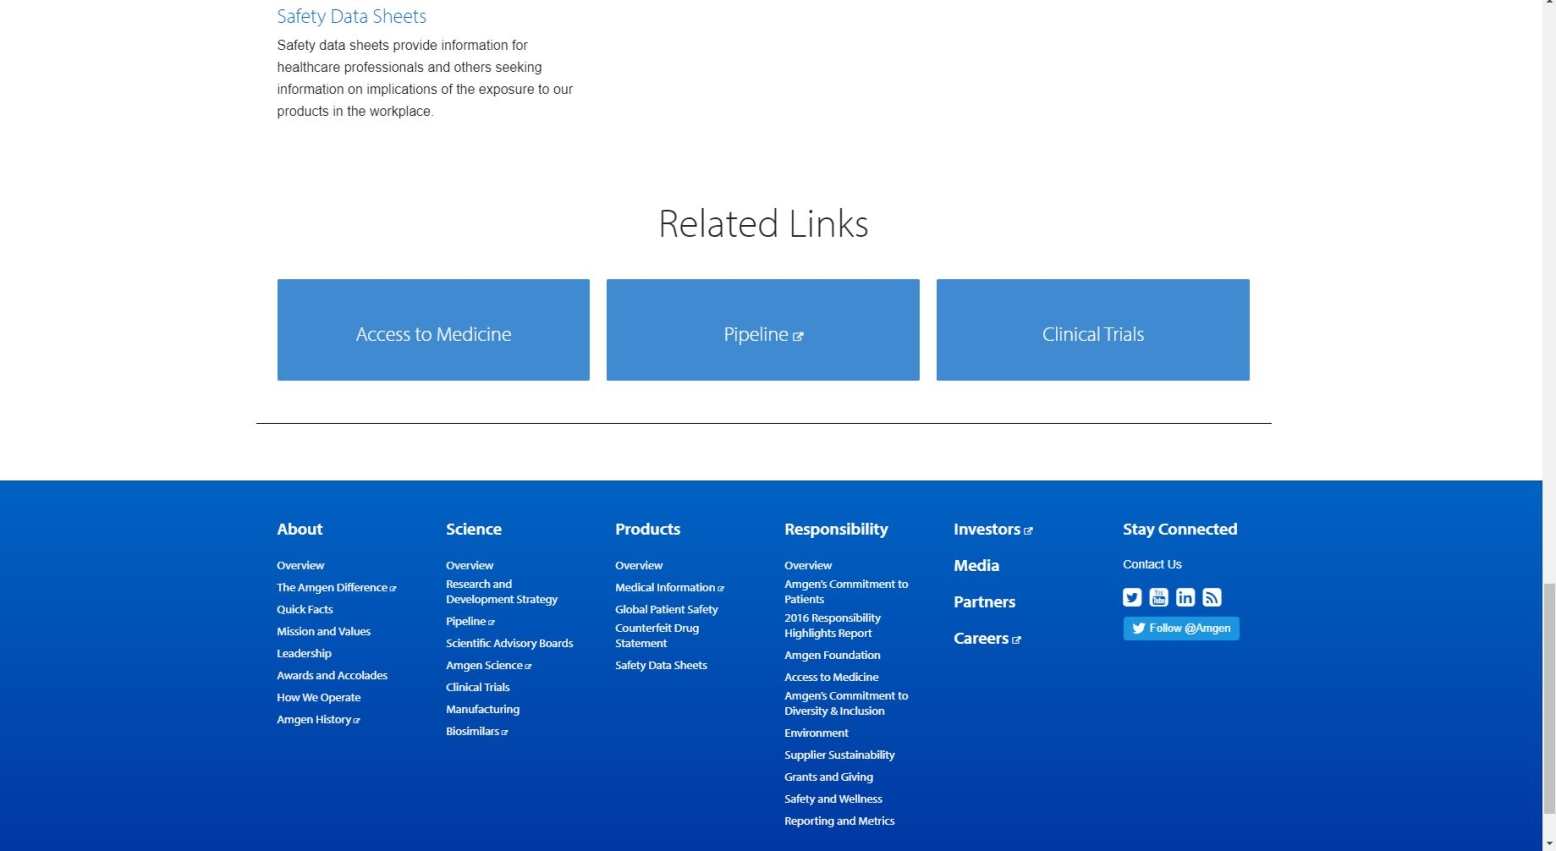 Safety Data Sheets
Safety data sheets provide information for
healthcare professionals and others seeking
information on implications of the exposure to our
products in the workplace.
Related Links
Access to Medicine
Pipeline
Clinical Trials
About
Overview
The Amgen Difference
Quick Facts
Mission and Values
Leadership
Awards and Accolades
How We Operate
Amgen History
Science
Overview
Research and
Development Strategy
Pipeline
Scientific Advisory Boards
Amgen Science
Clinical Trials
Manufacturing
Biosimilars
Products
Overview
Medical Information
Global Patient Safety
Counterfeit Drug
Statement
Safety Data Sheets
Responsibility
Overview
Amgen's Commitment to
Patients
2016 Responsibility
Highlights Report
Amgen Foundation
Access to Medicine
Amgen's Commitment to
Diversity & Inclusion
Environment
Supplier Sustainability
Grants and Giving
Safety and Wellness
Reporting and Metrics
Investors
Media
Partners
Careers
Stay Connected
Contact Us
You
Tube
in
Follow @Amgen